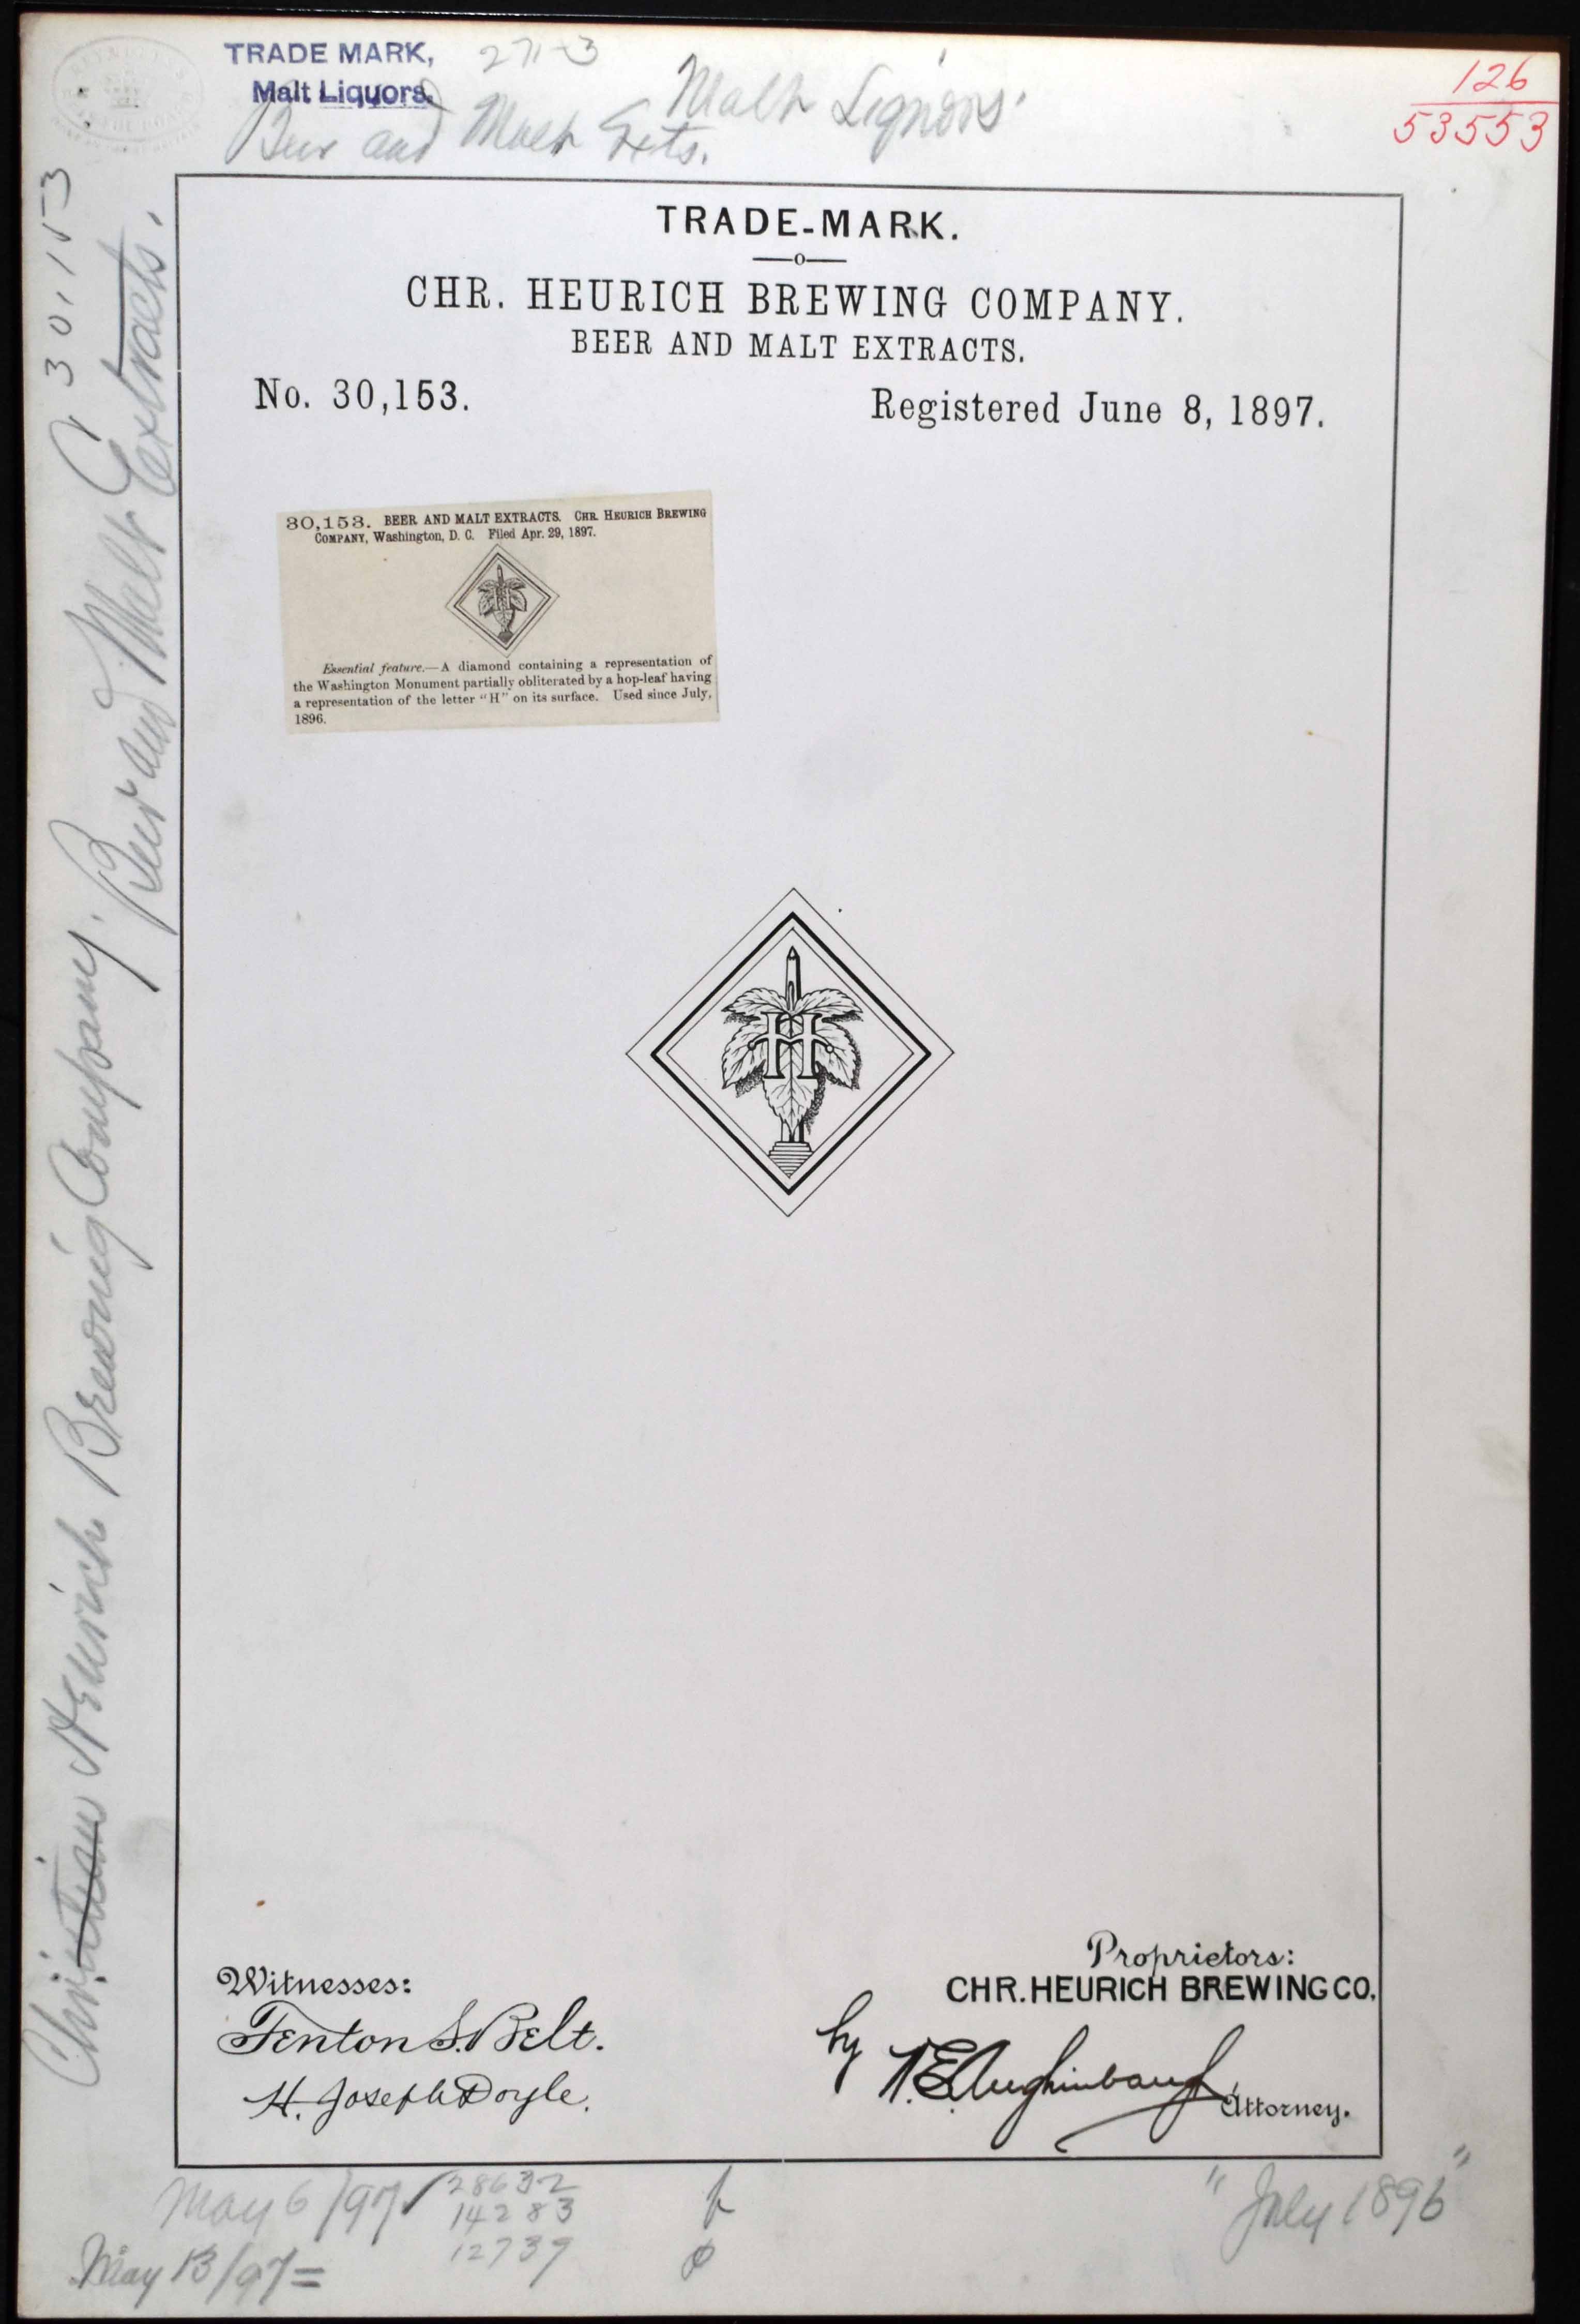 TRADE MARK,
Malt Liquors.
271-3
Malt Liquors.
Beer and Malt Exts.
126
53553
TRADE-MARK.
CHR. HEURICH BREWING COMPANY.
BEER AND MALT EXTRACTS.
No. 30,153.
Registered June 8, 1897.
30,153. BEER AND MALT EXTRACTS. CHR. HEURICH BREWING
COMPANY, Washington, D. C. Filed Apr. 29, 1897.
H
Essential feature.—A diamond containing a representation of
the Washington Monument partially obliterated by a hop-leaf having
a representation of the letter "H" on its surface. Used since July,
1896.
H
Witnesses:
Fenton S. Belt.
H. Joseph Doyle.
Proprietors:
CHR. HEURICH BREWING CO.
by W.E. Aughinbaugh,
Attorney.
May 6/97
28632
14283
12739
May 13/97=
"July 1896"
30,153
Christian Heurich Brewing Company.
Beer and Malt Extracts.